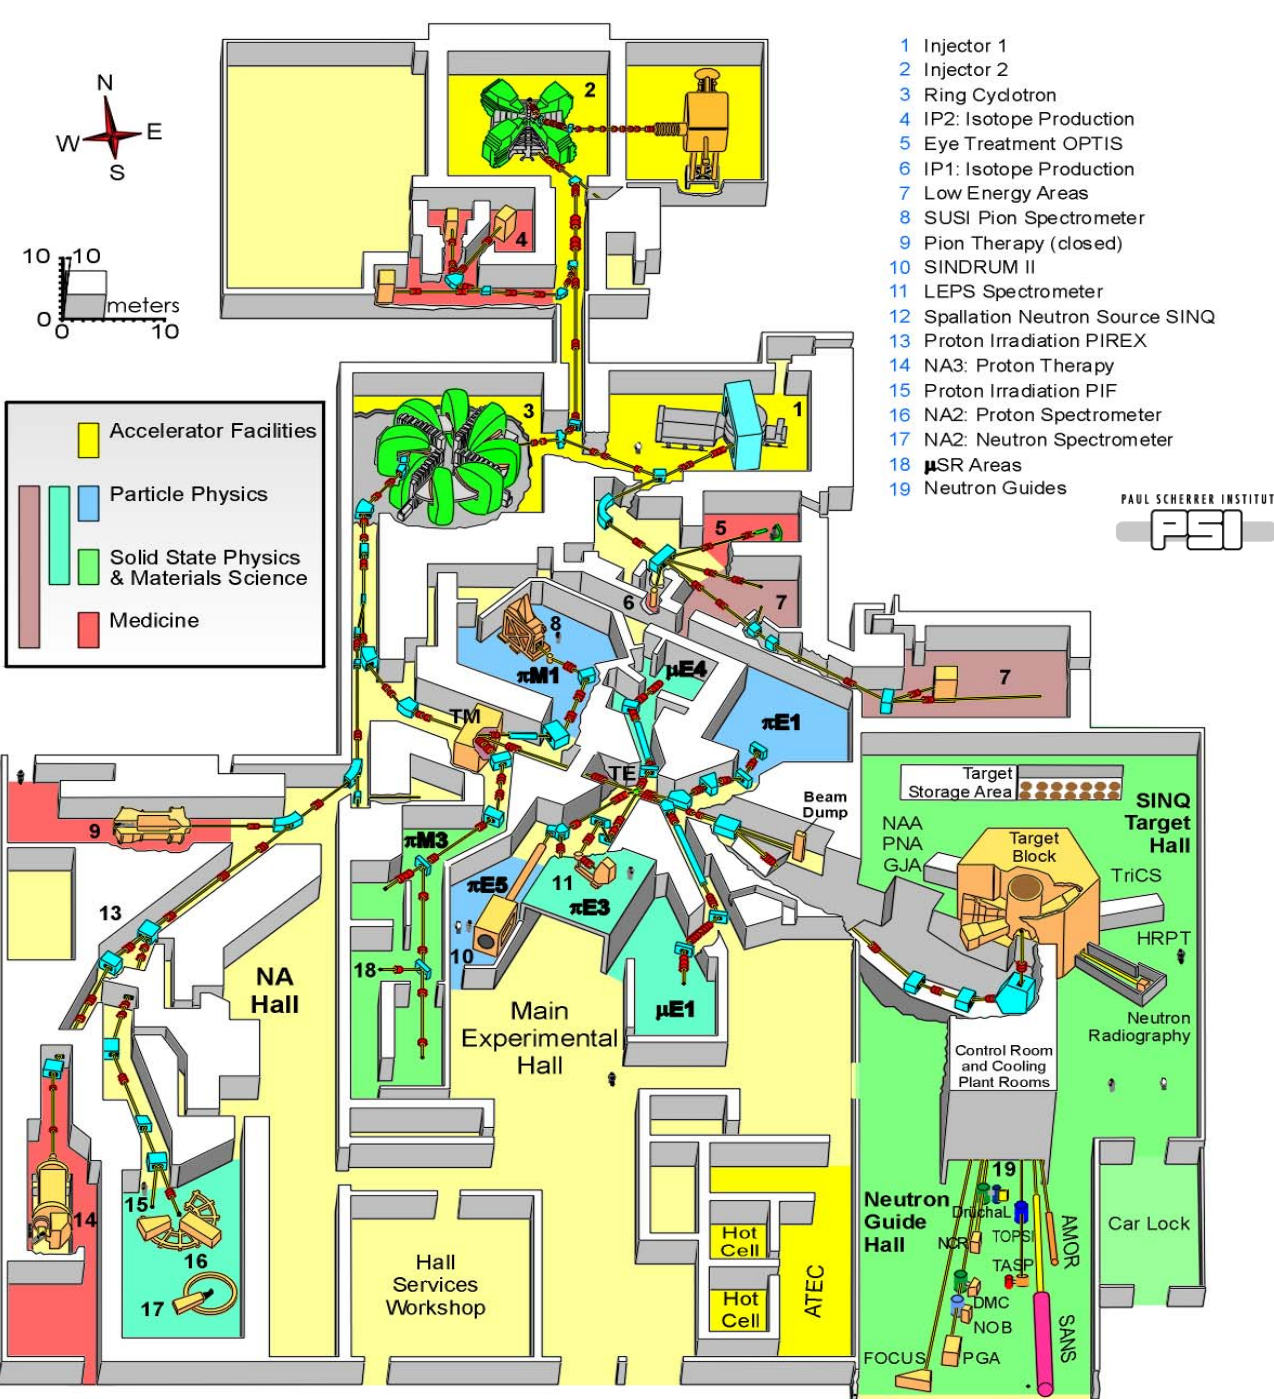 1 Injector 1
2 Injector 2
3 Ring Cyclotron
4 IP2: Isotope Production
5 Eye Treatment OPTIS
6 IP1: Isotope Production
7 Low Energy Areas
8 SUSI Pion Spectrometer
9 Pion Therapy (closed)
10 SINDRUM II
11 LEPS Spectrometer
12 Spallation Neutron Source SINQ
13 Proton Irradiation PIREX
14 NA3: Proton Therapy
15 Proton Irradiation PIF
16 NA2: Proton Spectrometer
17 NA2: Neutron Spectrometer
18 μSR Areas
19 Neutron Guides
PAUL SCHERRER INSTITUT
PSI
N
W E
S
10 10
meters
0
0 10
Accelerator Facilities
Particle Physics
Solid State Physics
& Materials Science
Medicine
2
4
3
1
5
6
7
7
8
πM1
μE4
πE1
TM
TE
Beam
Dump
9
πM3
πE5
11
πE3
10
18
μE1
13
NA
Hall
Main
Experimental
Hall
14
15
16
17
Hall
Services
Workshop
Hot
Cell
Hot
Cell
ATEC
Target
Storage Area
SINQ
Target
Hall
NAA
PNA
GJA
Target
Block
TriCS
HRPT
Neutron
Radiography
Control Room
and Cooling
Plant Rooms
19
Neutron
Guide
Hall
DrüchaL
NCR
TOPSI
TASP
AMOR
DMC
NOB
SANS
FOCUS
PGA
Car Lock